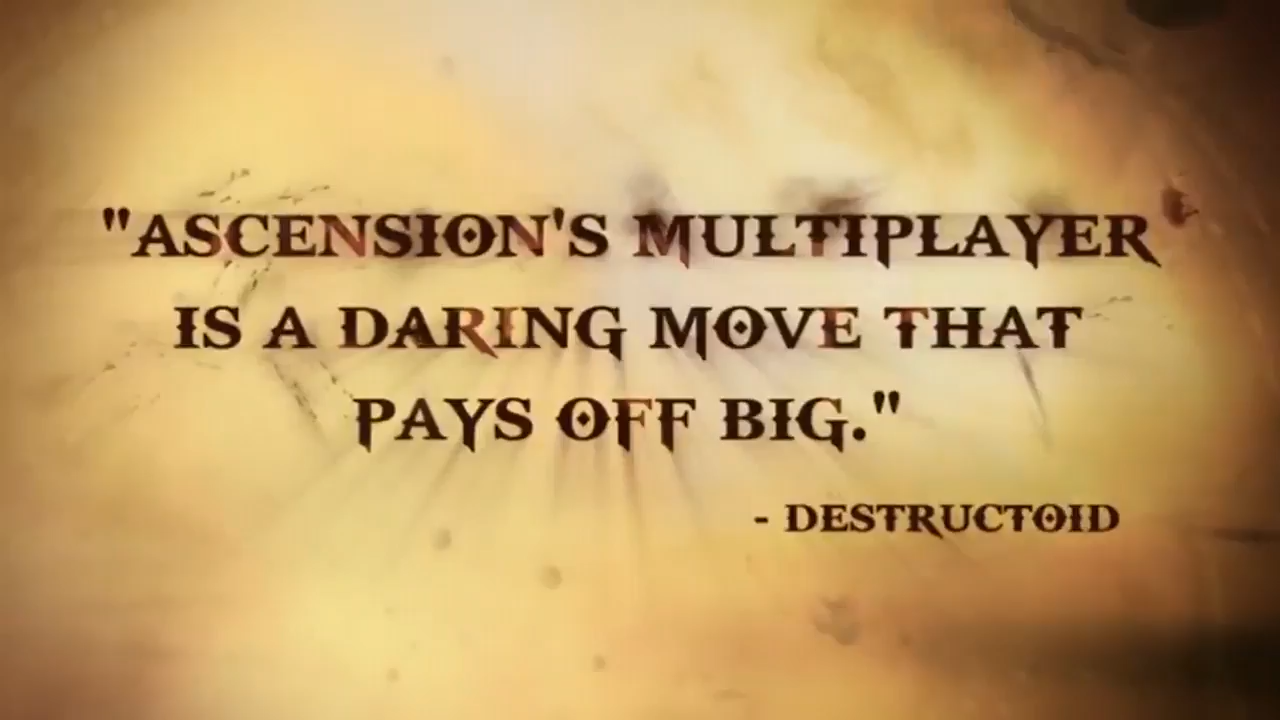 "ASCENSION'S MULTIPLAYER
IS A DARING MOVE THAT
PAYS OFF BIG."
- DESTRUCTOID